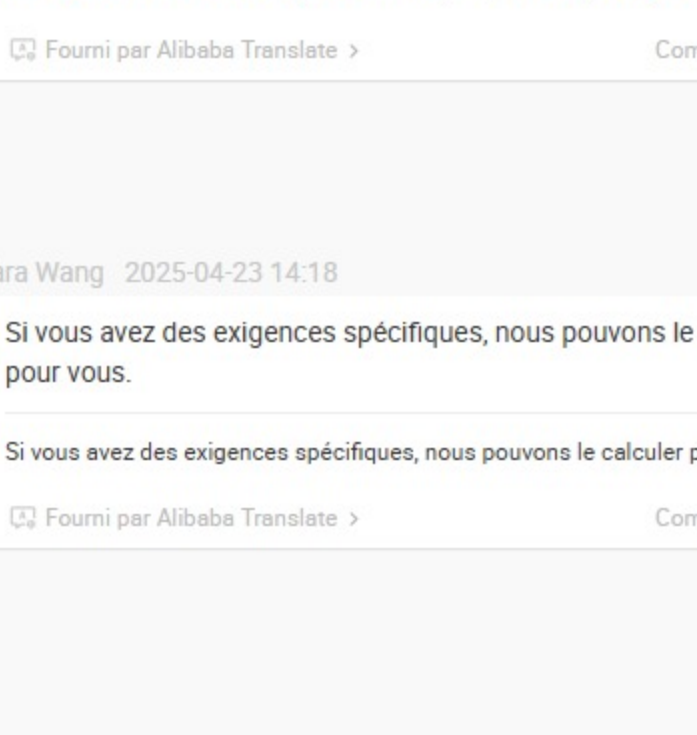 Fourni par Alibaba Translate >
Wang 2025-04-23 14:18
Si vous avez des exigences spécifiques, nous pouvons le
pour vous.
Si vous avez des exigences spécifiques, nous pouvons le calculer
Fourni par Alibaba Translate >